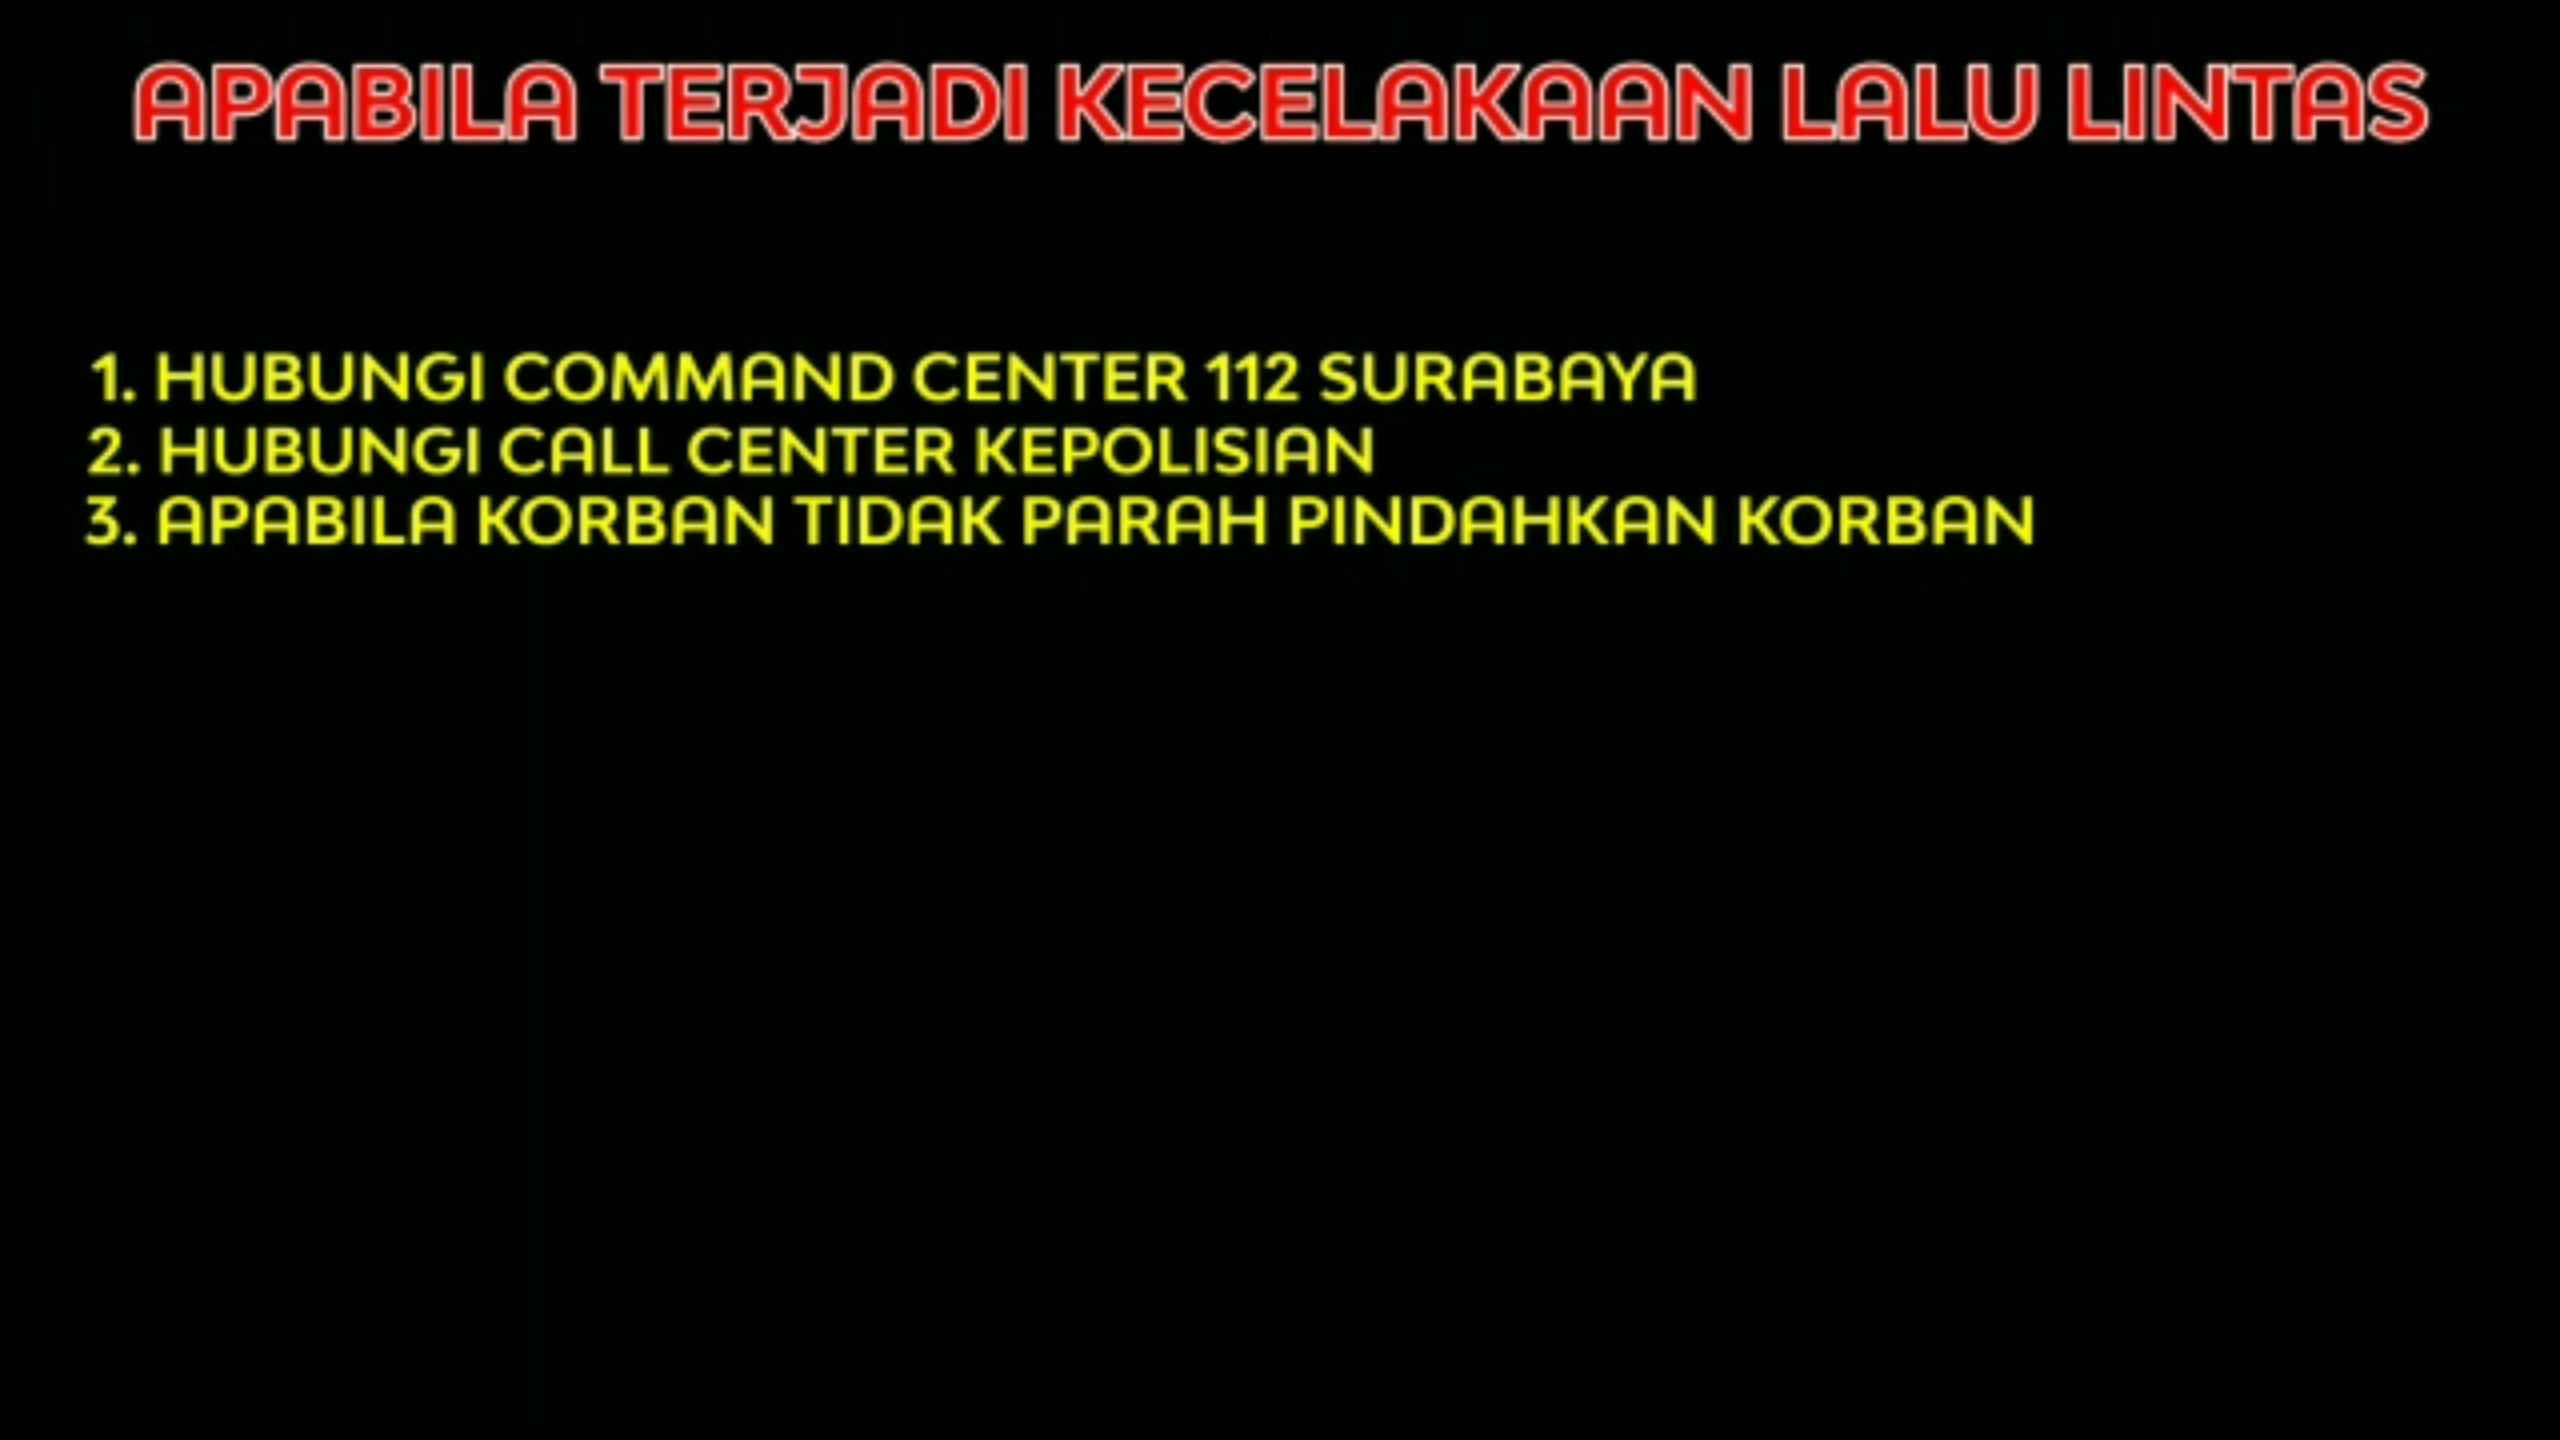 APABILA TERJADI KECELAKAAN LALU LINTAS
1. HUBUNGI COMMAND CENTER 112 SURABAYA
2. HUBUNGI CALL CENTER KEPOLISIAN
3. APABILA KORBAN TIDAK PARAH PINDAHKAN KORBAN